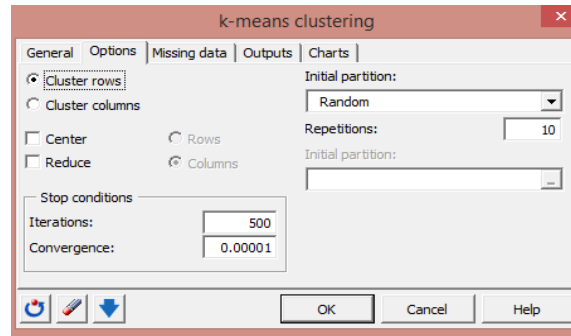 k-means clustering
General Options Missing data Outputs Charts
Cluster rows
Cluster columns
Center Rows
Reduce Columns
Stop conditions
Iterations: 500
Convergence: 0.00001
Initial partition:
Random
Repetitions: 10
Initial partition:
...
OK Cancel Help